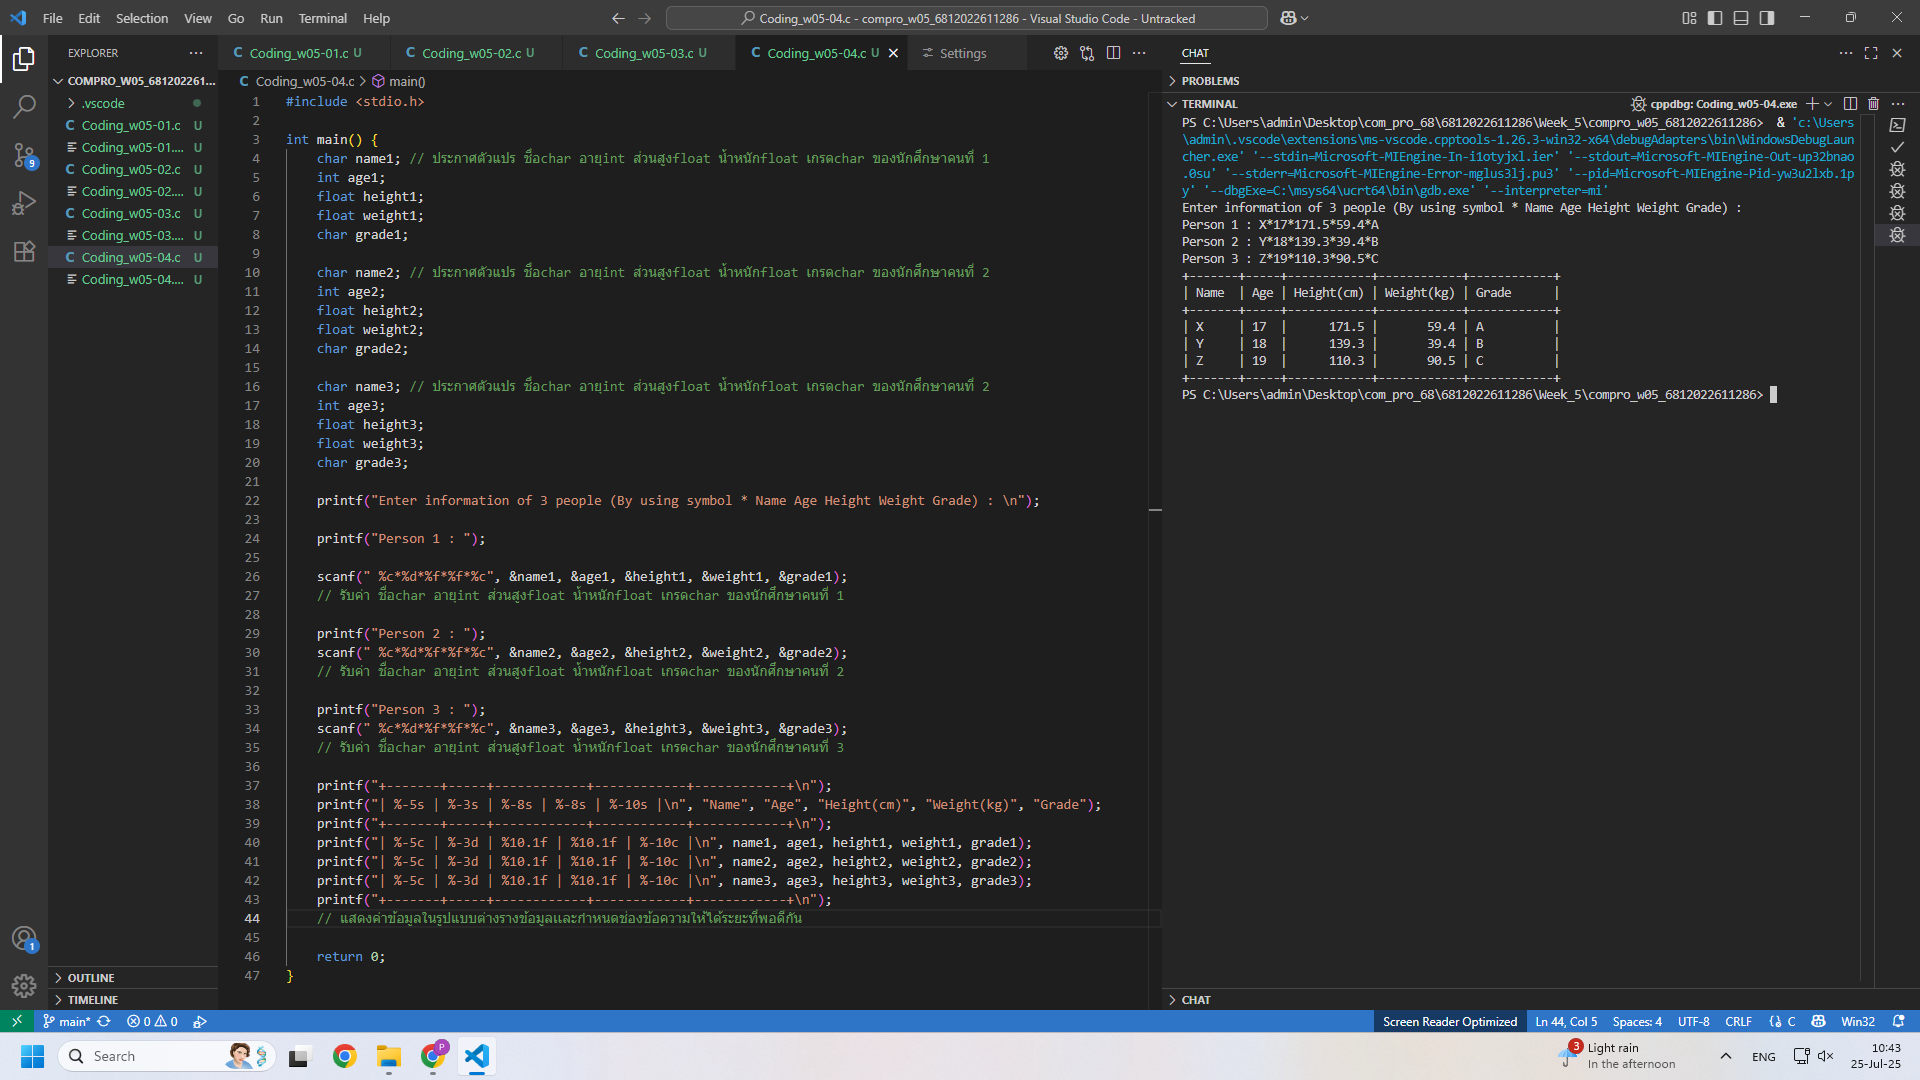 File Edit Selection View Go Run Terminal Help
Coding_w05-04.c - compro_w05_6812022611286 - Visual Studio Code - Untracked
EXPLORER
COMPRO_W05_681202261...
.vscode
Coding_w05-01.c U
Coding_w05-01.... U
Coding_w05-02.c U
Coding_w05-02.... U
Coding_w05-03.c U
Coding_w05-03.... U
Coding_w05-04.c U
Coding_w05-04.... U
OUTLINE
TIMELINE
9
1
Coding_w05-01.c U Coding_w05-02.c U Coding_w05-03.c U Coding_w05-04.c U Settings
Coding_w05-04.c > main()
1 #include <stdio.h>
2
3 int main() {
4 char name1; // ประกาศตัวแปร ชื่อchar อายุint ส่วนสูงfloat น้ำหนักfloat เกรดchar ของนักศึกษาคนที่ 1
5 int age1;
6 float height1;
7 float weight1;
8 char grade1;
9
10 char name2; // ประกาศตัวแปร ชื่อchar อายุint ส่วนสูงfloat น้ำหนักfloat เกรดchar ของนักศึกษาคนที่ 2
11 int age2;
12 float height2;
13 float weight2;
14 char grade2;
15
16 char name3; // ประกาศตัวแปร ชื่อchar อายุint ส่วนสูงfloat น้ำหนักfloat เกรดchar ของนักศึกษาคนที่ 2
17 int age3;
18 float height3;
19 float weight3;
20 char grade3;
21
22 printf("Enter information of 3 people (By using symbol * Name Age Height Weight Grade) : \n");
23
24 printf("Person 1 : ");
25
26 scanf(" %c*%d*%f*%f*%c", &name1, &age1, &height1, &weight1, &grade1);
27 // รับค่า ชื่อchar อายุint ส่วนสูงfloat น้ำหนักfloat เกรดchar ของนักศึกษาคนที่ 1
28
29 printf("Person 2 : ");
30 scanf(" %c*%d*%f*%f*%c", &name2, &age2, &height2, &weight2, &grade2);
31 // รับค่า ชื่อchar อายุint ส่วนสูงfloat น้ำหนักfloat เกรดchar ของนักศึกษาคนที่ 2
32
33 printf("Person 3 : ");
34 scanf(" %c*%d*%f*%f*%c", &name3, &age3, &height3, &weight3, &grade3);
35 // รับค่า ชื่อchar อายุint ส่วนสูงfloat น้ำหนักfloat เกรดchar ของนักศึกษาคนที่ 3
36
37 printf("+-------+-----+------------+------------+------------+\n");
38 printf("| %-5s | %-3s | %-8s | %-8s | %-10s |\n", "Name", "Age", "Height(cm)", "Weight(kg)", "Grade");
39 printf("+-------+-----+------------+------------+------------+\n");
40 printf("| %-5c | %-3d | %10.1f | %10.1f | %-10c |\n", name1, age1, height1, weight1, grade1);
41 printf("| %-5c | %-3d | %10.1f | %10.1f | %-10c |\n", name2, age2, height2, weight2, grade2);
42 printf("| %-5c | %-3d | %10.1f | %10.1f | %-10c |\n", name3, age3, height3, weight3, grade3);
43 printf("+-------+-----+------------+------------+------------+\n");
44 // แสดงค่าข้อมูลในรูปแบบต่างรางข้อมูลและกำหนดช่องข้อความให้ได้ระยะที่พอดีกัน
45
46 return 0;
47 }
CHAT
PROBLEMS
TERMINAL cppdbg: Coding_w05-04.exe
PS C:\Users\admin\Desktop\com_pro_68\6812022611286\Week_5\compro_w05_6812022611286> & 'c:\Users
\admin\.vscode\extensions\ms-vscode.cpptools-1.26.3-win32-x64\debugAdapters\bin\WindowsDebugLaun
cher.exe' '--stdin=Microsoft-MIEngine-In-i1otyjxl.ier' '--stdout=Microsoft-MIEngine-Out-up32bnao
.0su' '--stderr=Microsoft-MIEngine-Error-mglus3lj.pu3' '--pid=Microsoft-MIEngine-Pid-yw3u2lxb.1p
y' '--dbgExe=C:\msys64\ucrt64\bin\gdb.exe' '--interpreter=mi'
Enter information of 3 people (By using symbol * Name Age Height Weight Grade) :
Person 1 : X*17*171.5*59.4*A
Person 2 : Y*18*139.3*39.4*B
Person 3 : Z*19*110.3*90.5*C
+-------+-----+------------+------------+------------+
| Name | Age | Height(cm) | Weight(kg) | Grade |
+-------+-----+------------+------------+------------+
| X | 17 | 171.5 | 59.4 | A |
| Y | 18 | 139.3 | 39.4 | B |
| Z | 19 | 110.3 | 90.5 | C |
+-------+-----+------------+------------+------------+
PS C:\Users\admin\Desktop\com_pro_68\6812022611286\Week_5\compro_w05_6812022611286>
CHAT
main* 0 0 Screen Reader Optimized Ln 44, Col 5 Spaces: 4 UTF-8 CRLF {} C Win32
Search
P
3 Light rain
In the afternoon
ENG
10:43
25-Jul-25